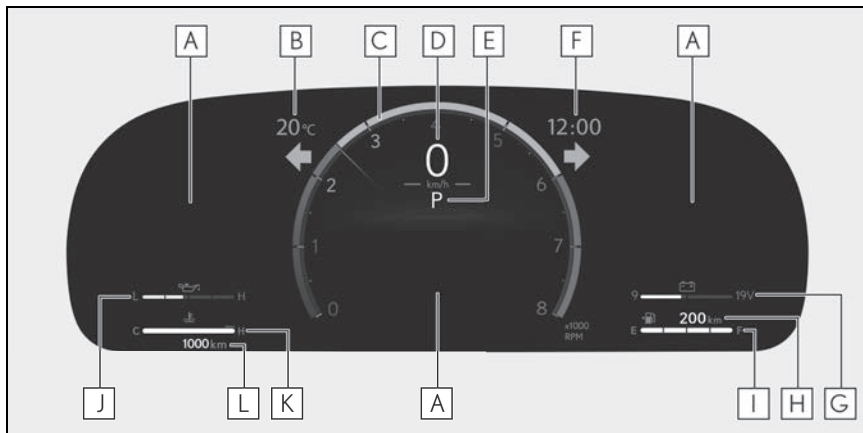 A B C D E F A
20°C 12:00
3 4 5
0
km/h
2 6
P
1 7
L H 9 19V
0 8
C H x1000 200 km
RPM E F
1000 km
J L K A I H G